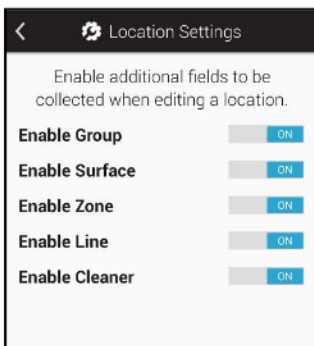 Location Settings
Enable additional fields to be
collected when editing a location.
Enable Group ON
Enable Surface ON
Enable Zone ON
Enable Line ON
Enable Cleaner ON